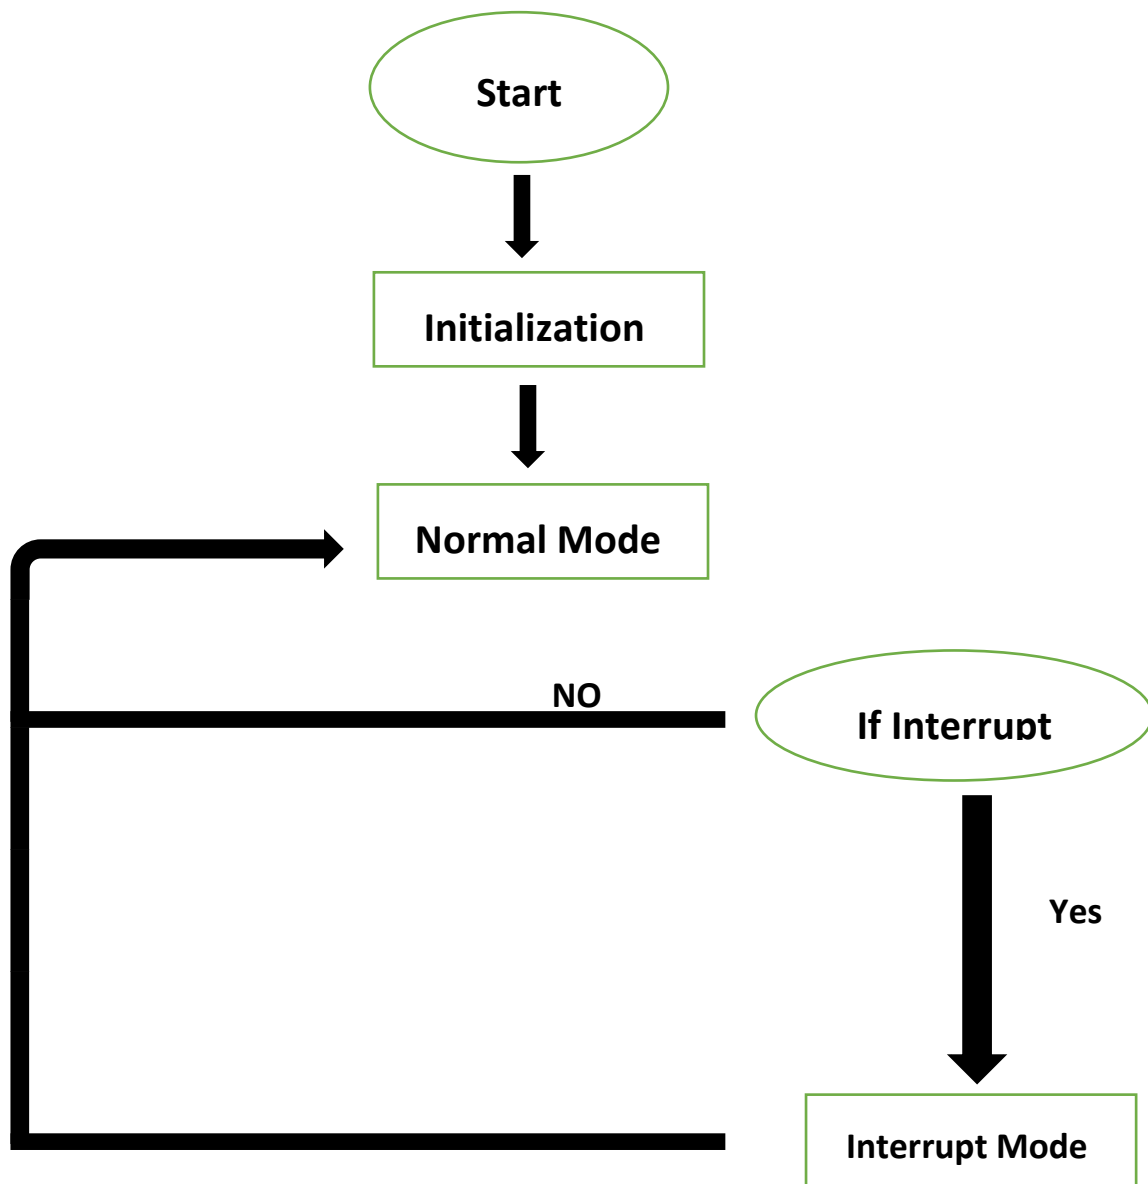 Start
Initialization
Normal Mode
NO
If Interrupt
Yes
Interrupt Mode